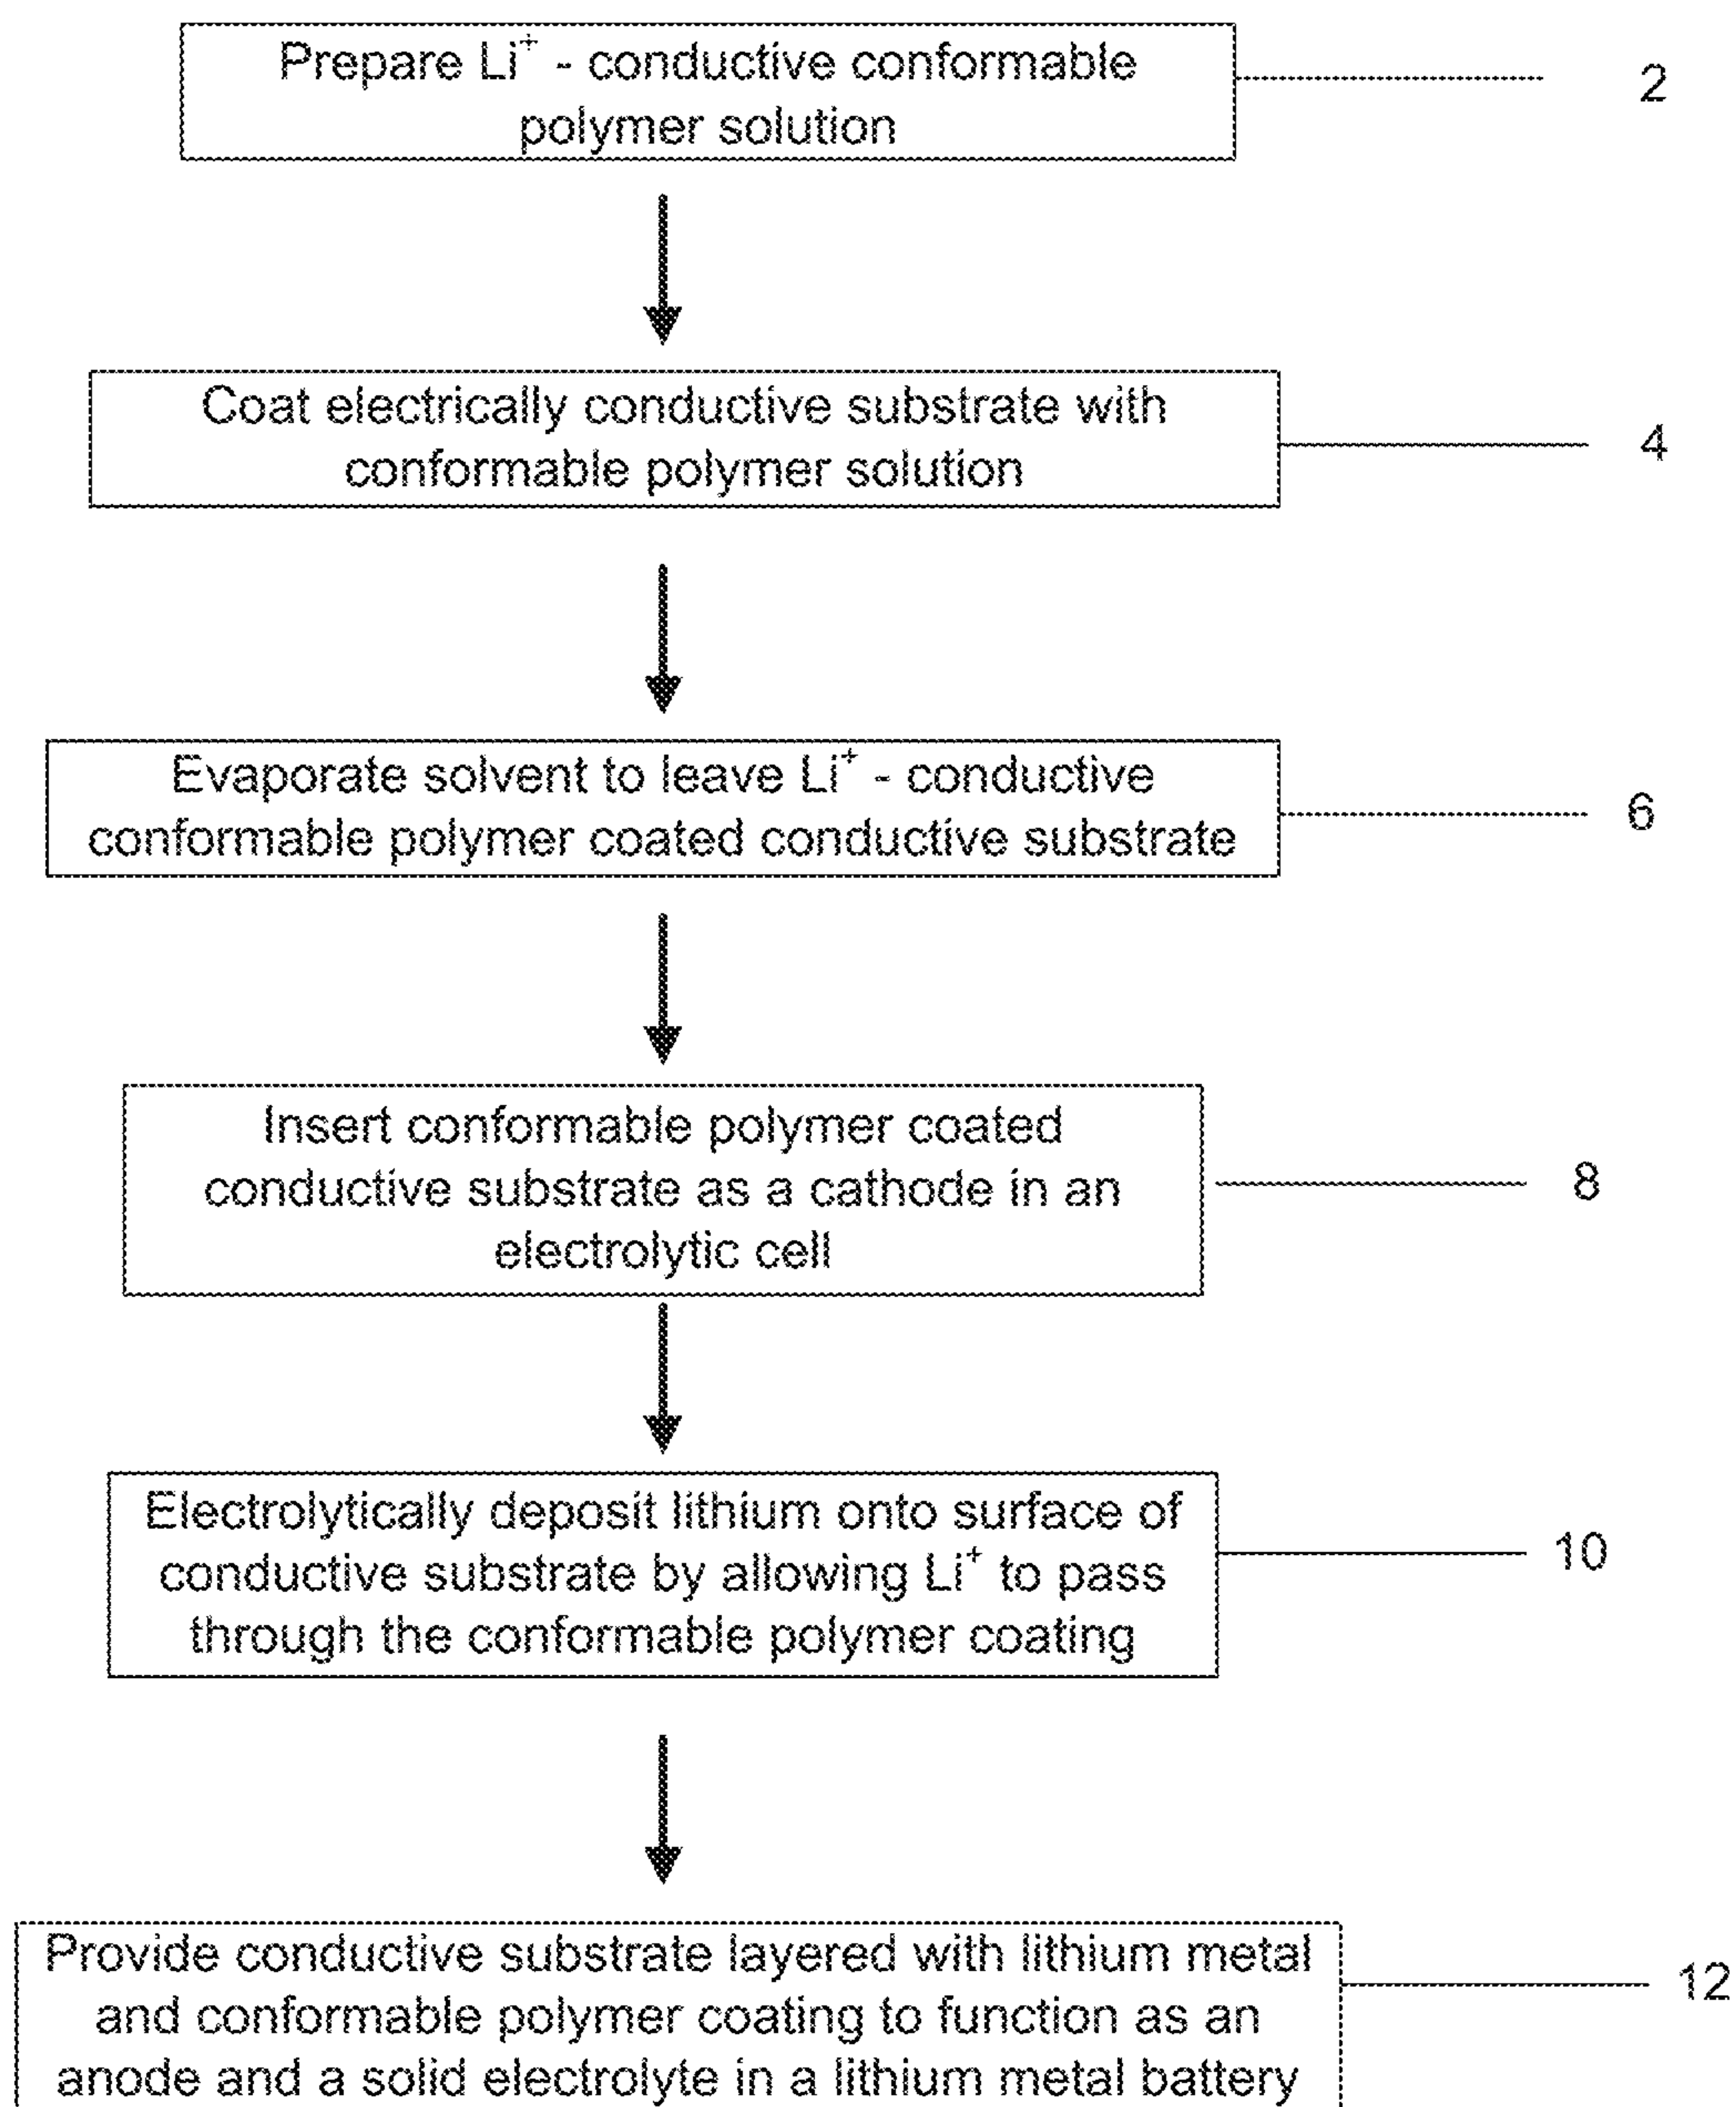 Prepare Li⁺ - conductive conformable
polymer solution
2
Coat electrically conductive substrate with
conformable polymer solution
4
Evaporate solvent to leave Li⁺ - conductive
conformable polymer coated conductive substrate
6
Insert conformable polymer coated
conductive substrate as a cathode in an
electrolytic cell
8
Electrolytically deposit lithium onto surface of
conductive substrate by allowing Li⁺ to pass
through the conformable polymer coating
10
Provide conductive substrate layered with lithium metal
and conformable polymer coating to function as an
anode and a solid electrolyte in a lithium metal battery
12